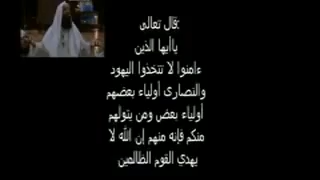 قال تعالى:
ياأيها الذين
ءامنوا لا تتخذوا اليهود
والنصارى أولياء بعضهم
أولياء بعض ومن يتولهم
منكم فإنه منهم إن الله لا
يهدي القوم الظالمين